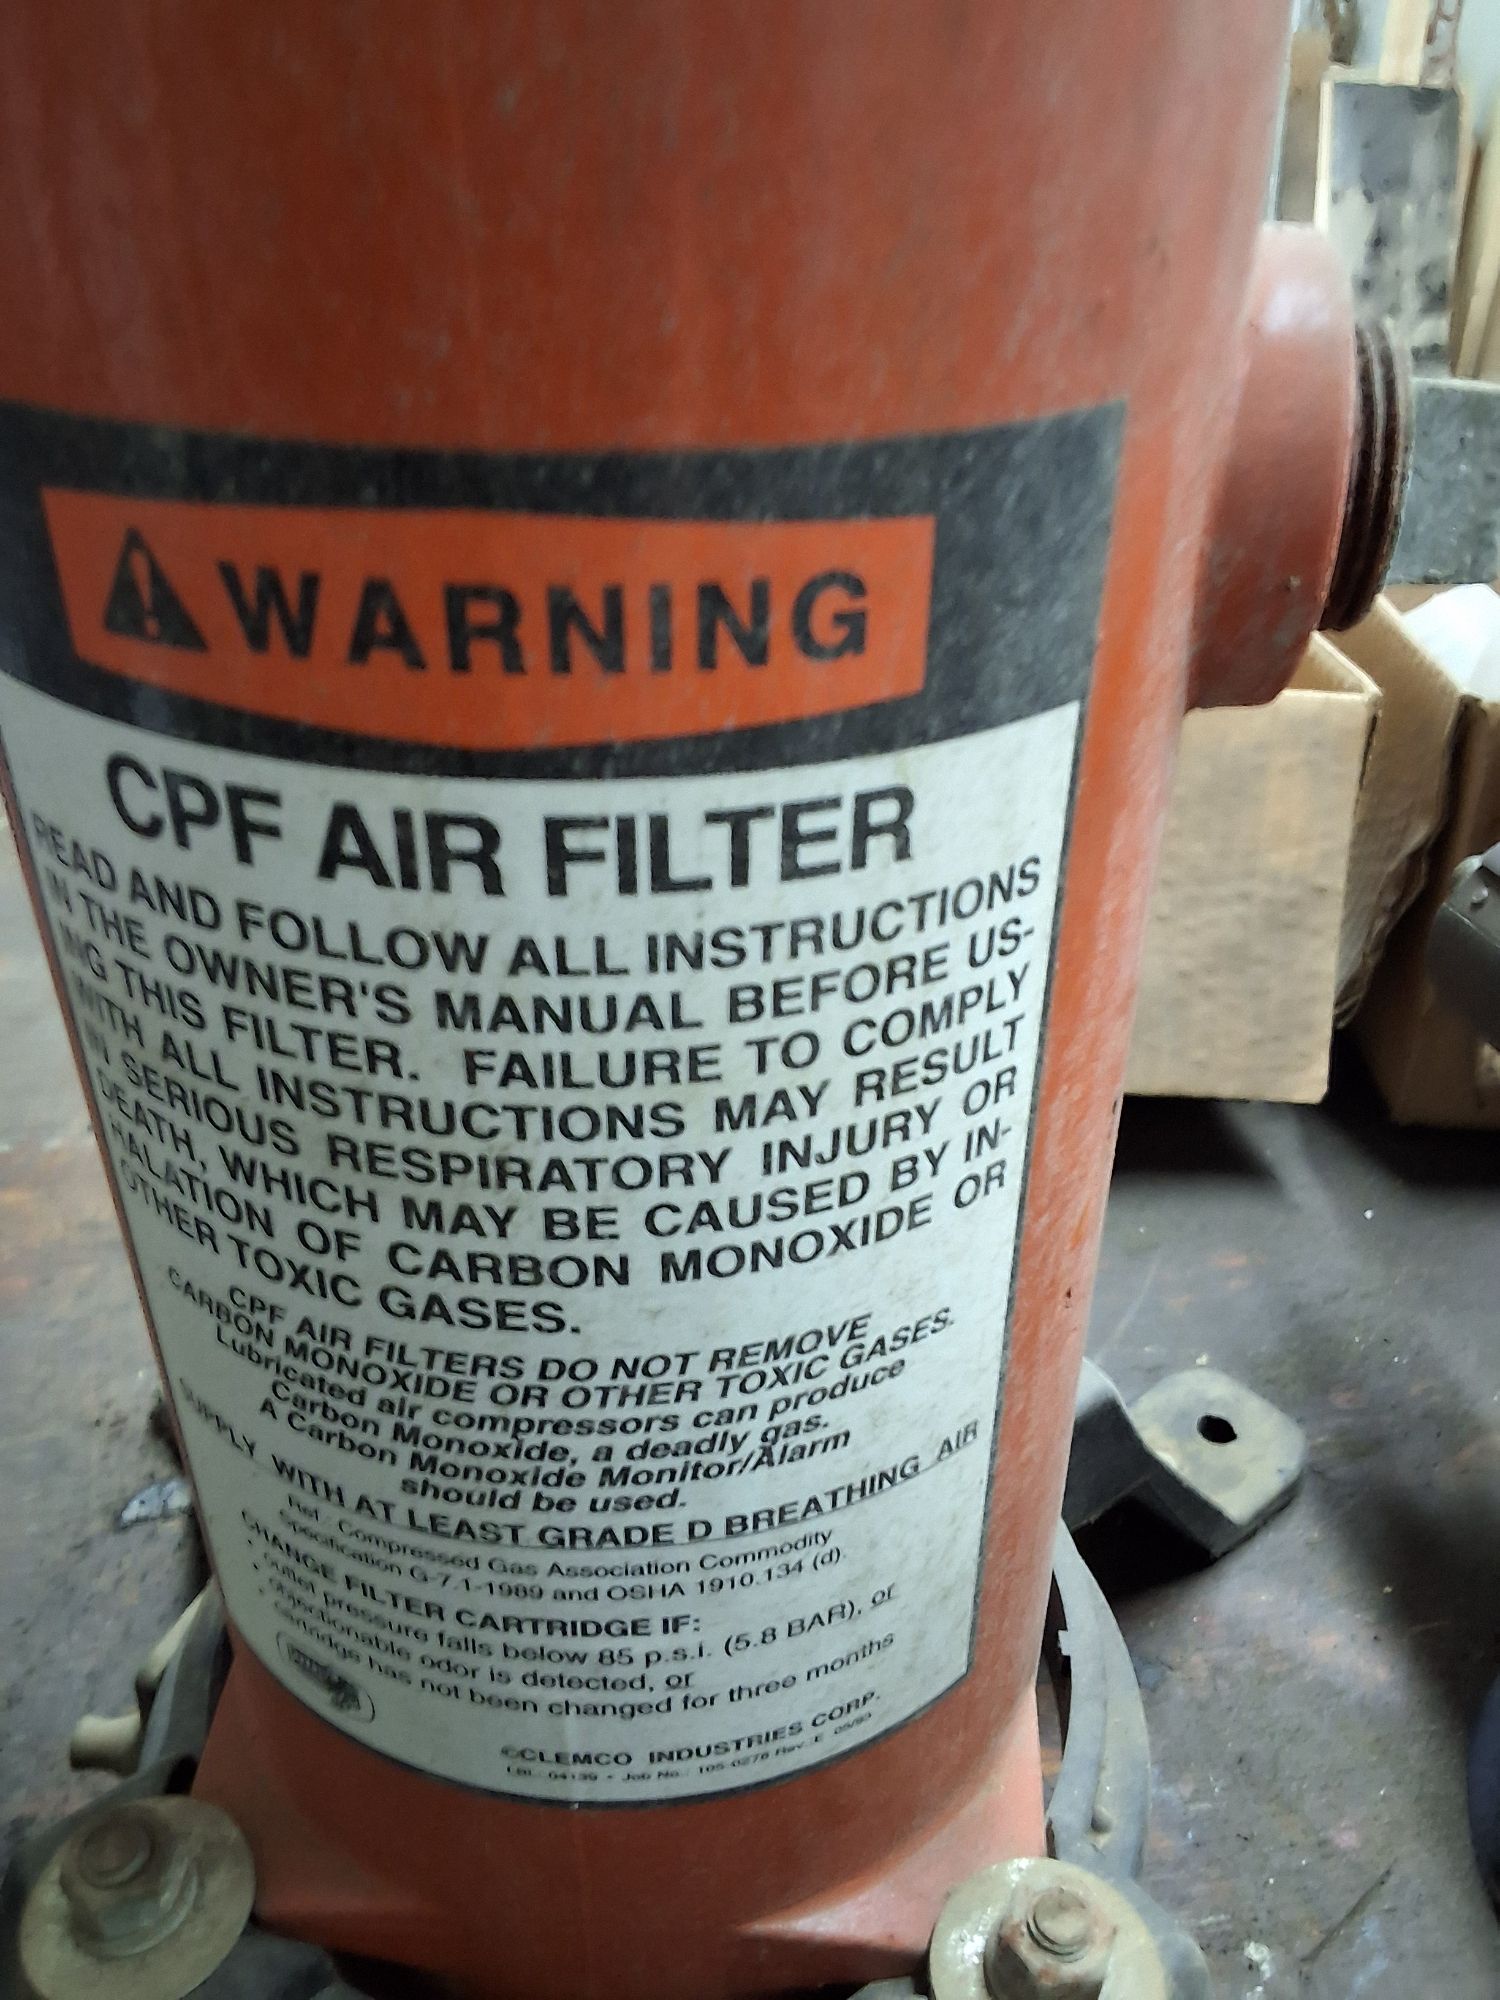 WARNING
CPF AIR FILTER
READ AND FOLLOW ALL INSTRUCTIONS
IN THE OWNER'S MANUAL BEFORE US-
ING THIS FILTER. FAILURE TO COMPLY
WITH ALL INSTRUCTIONS MAY RESULT
IN SERIOUS RESPIRATORY INJURY OR
DEATH, WHICH MAY BE CAUSED BY IN-
HALATION OF CARBON MONOXIDE OR
OTHER TOXIC GASES.
CPF AIR FILTERS DO NOT REMOVE
CARBON MONOXIDE OR OTHER TOXIC GASES.
Lubricated air compressors can produce
Carbon Monoxide, a deadly gas.
A Carbon Monoxide Monitor/Alarm
should be used.
SUPPLY WITH AT LEAST GRADE D BREATHING AIR
Ref.: Compressed Gas Association Commodity
Specification G-7.1-1989 and OSHA 1910.134 (d).
CHANGE FILTER CARTRIDGE IF:
• outlet pressure falls below 85 p.s.i. (5.8 BAR), or
• objectionable odor is detected, or
• cartridge has not been changed for three months
©CLEMCO INDUSTRIES CORP.
Job No.: Rev. E